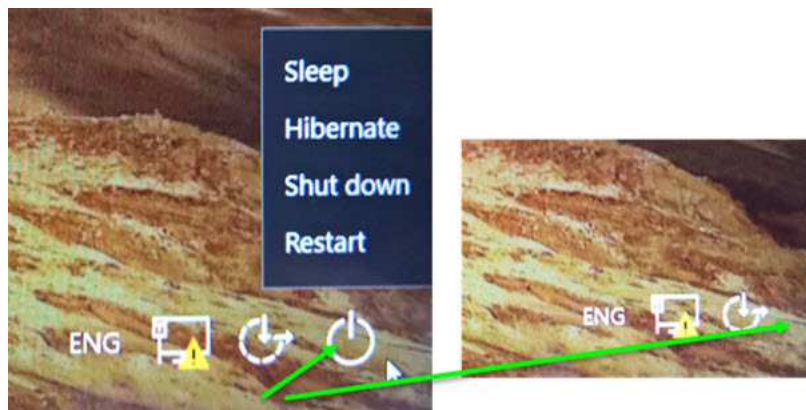 Sleep
Hibernate
Shut down
Restart
ENG
ENG